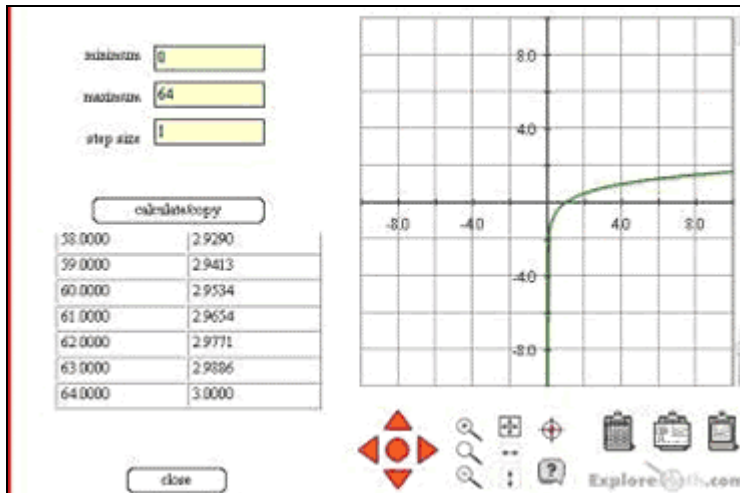 minimum 0
maximum 64
step size 1
calculate/copy
58.0000 2.9290
59.0000 2.9413
60.0000 2.9534
61.0000 2.9654
62.0000 2.9771
63.0000 2.9886
64.0000 3.0000
close
8.0
4.0
-8.0 -4.0 4.0 8.0
-4.0
-8.0
?
ExploreMath.com